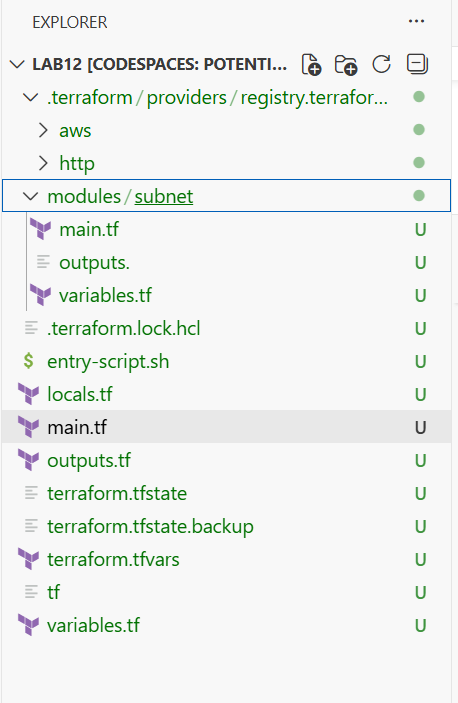 EXPLORER ...
LAB12 [CODESPACES: POTENTI...
.terraform/providers/registry.terrafor...
aws
http
modules/subnet
main.tf U
outputs. U
variables.tf U
.terraform.lock.hcl U
$ entry-script.sh U
locals.tf U
main.tf U
outputs.tf U
terraform.tfstate U
terraform.tfstate.backup U
terraform.tfvars U
tf U
variables.tf U